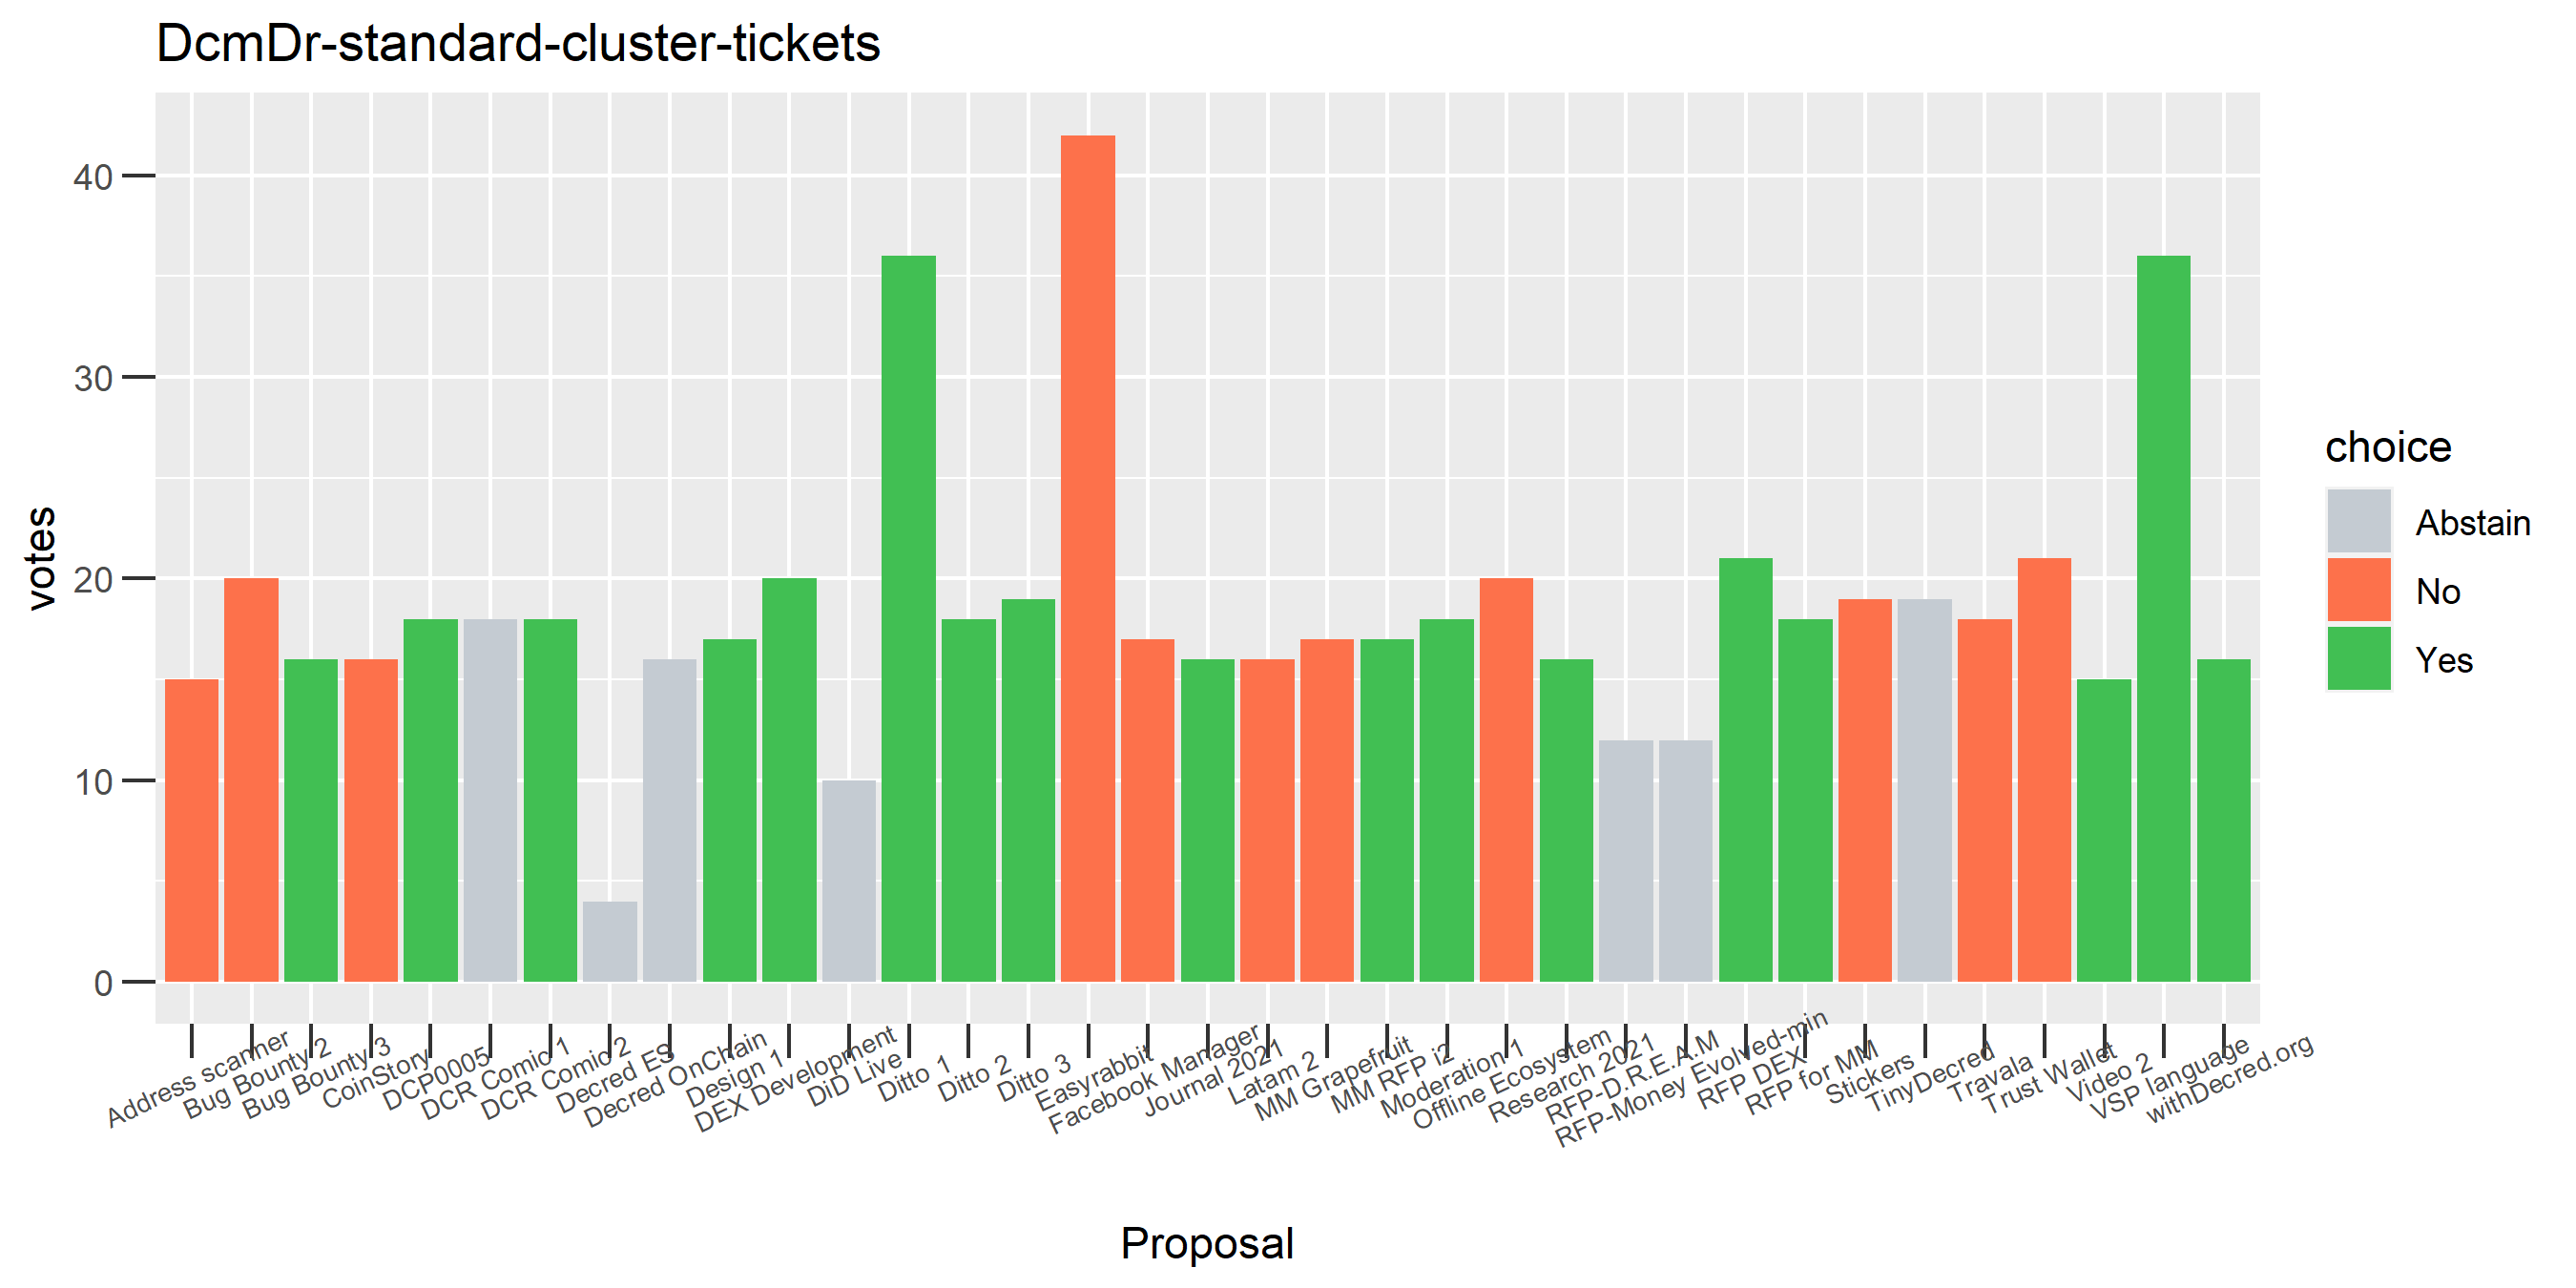 DcmDr-standard-cluster-tickets
votes
40
30
20
10
0
Address scanner
Bug Bounty 2
Bug Bounty 3
CoinStory
DCP0005
DCR Comic 1
DCR Comic 2
Decred ES
Decred OnChain
Design 1
DEX Development
DiD Live
Ditto 1
Ditto 2
Ditto 3
Easyrabbit
Facebook Manager
Journal 2021
Latam 2
MM Grapefruit
MM RFP i2
Moderation 1
Offline Ecosystem
Research 2021
RFP-D.R.E.A.M
RFP-Money Evolved-min
RFP DEX
RFP for MM
Stickers
TinyDecred
Travala
Trust Wallet
Video 2
VSP language
withDecred.org
Proposal
choice
Abstain
No
Yes